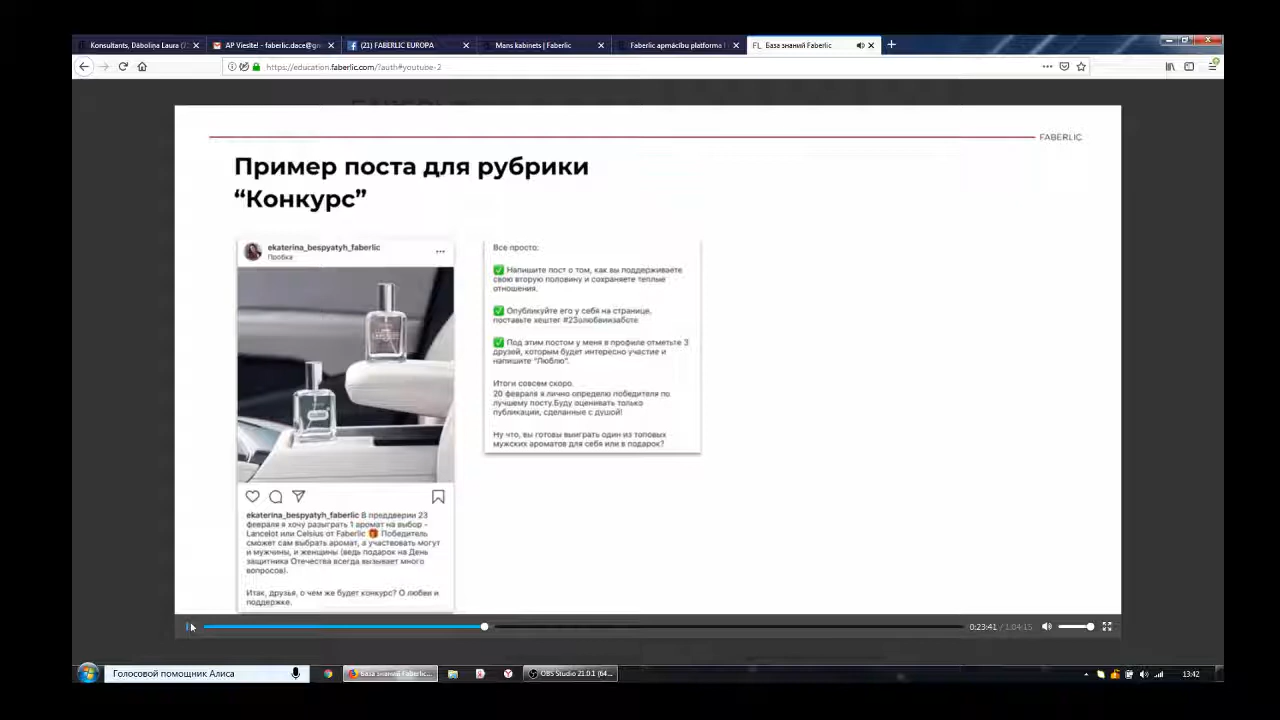 Konsultants, Dāboliņa Laura (7
AP Viesīte! - faberlic.dace@gm
(21) FABERLIC EUROPA
Mans kabinets | Faberlic
Faberlic apmācību platforma
База знаний Faberlic
https://education.faberlic.com/?auth#youtube-2
FABERLIC
Пример поста для рубрики
“Конкурс”
ekaterina_bespyatyh_faberlic
Пробка
ekaterina_bespyatyh_faberlic В преддверии 23
февраля я хочу разыграть 1 аромат на выбор -
Lancelot или Celsius от Faberlic 🎁 Победитель
сможет сам выбрать аромат, а участвовать могут
и мужчины, и женщины (ведь подарок на День
защитника Отечества всегда вызывает много
вопросов).
Итак, друзья, о чем же будет конкурс? О любви и
поддержке.
Все просто:
✅ Напишите пост о том, как вы поддерживаете
свою вторую половину и сохраняете теплые
отношения.
✅ Опубликуйте его у себя на странице,
поставьте хештег #23олюбвиизаботе
✅ Под этим постом у меня в профиле отметьте 3
друзей, которым будет интересно участие и
напишите "Люблю".
Итоги совсем скоро.
20 февраля я лично определю победителя по
лучшему посту.Буду оценивать только
публикации, сделанные с душой!
Ну что, вы готовы выиграть один из топовых
мужских ароматов для себя или в подарок?
0:23:41 / 1:04:15
Голосовой помощник Алиса
База знаний Faberlic...
OBS Studio 21.0.1 (64...
13:42